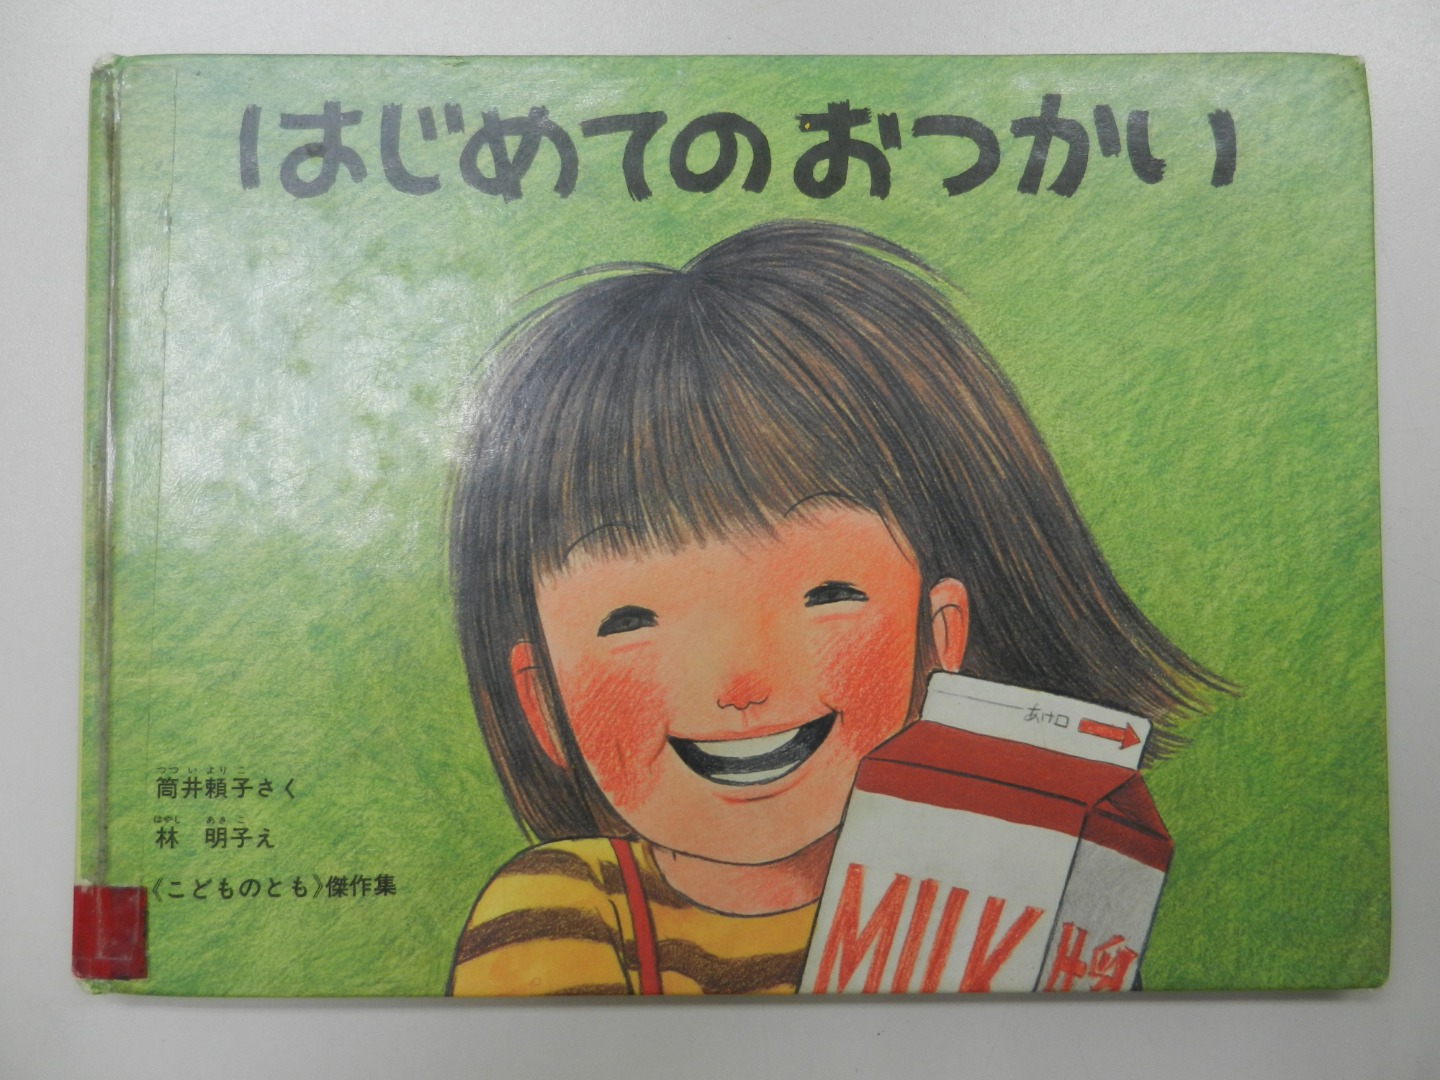 はじめてのおつかい
つつ い より こ
筒井頼子さく
はやし あき こ
林 明子え
《こどものとも》傑作集
あけ口
MILK